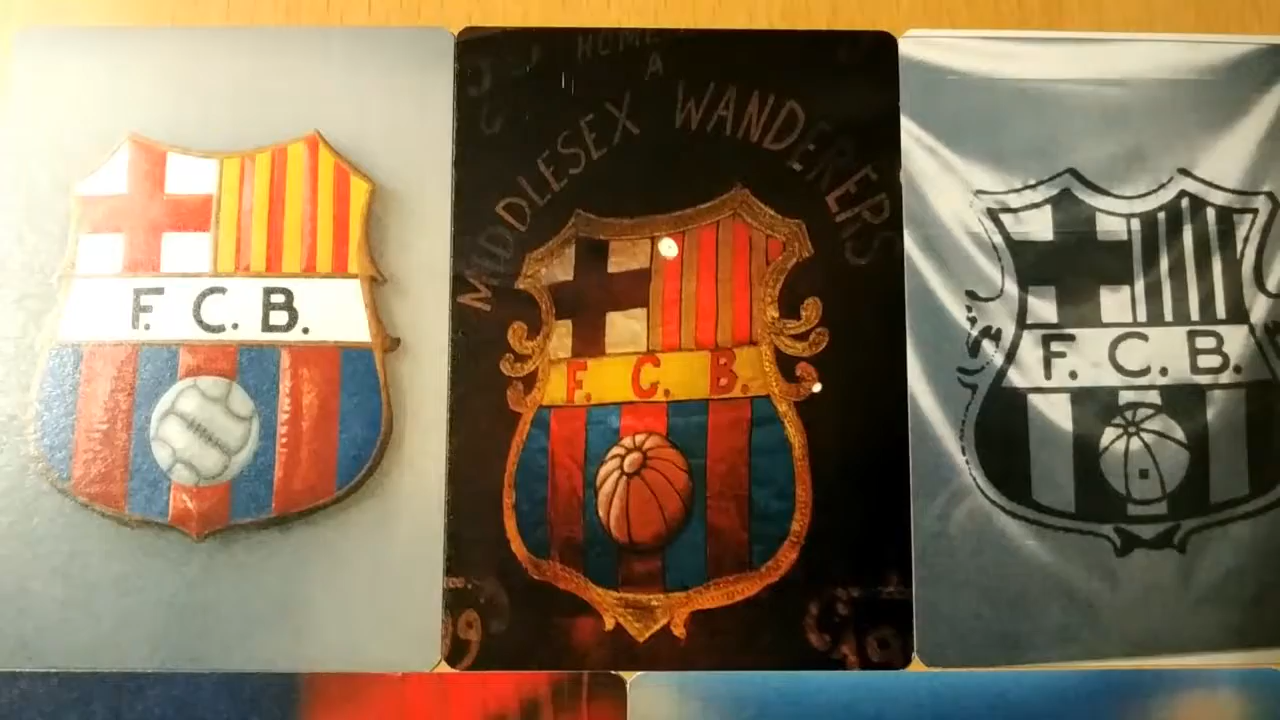 F. C. B.
HOME
A
MIDDLESEX WANDERERS
F. C. B.
F. C. B.